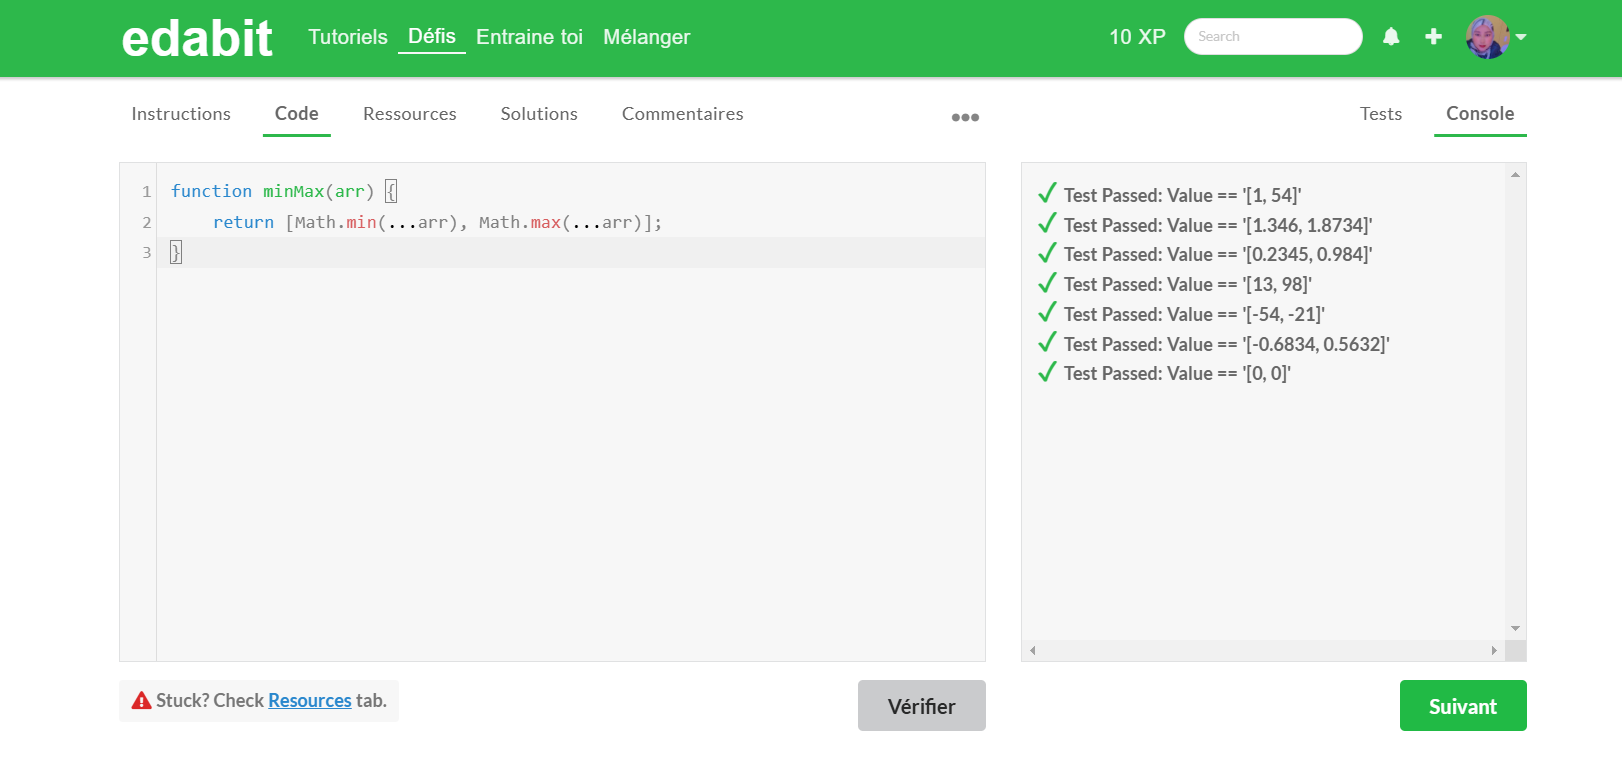 edabit Tutoriels Défis Entraine toi Mélanger 10 XP Search
Instructions Code Ressources Solutions Commentaires ••• Tests Console
1 function minMax(arr) {
2 return [Math.min(...arr), Math.max(...arr)];
3 }
✓ Test Passed: Value == '[1, 54]'
✓ Test Passed: Value == '[1.346, 1.8734]'
✓ Test Passed: Value == '[0.2345, 0.984]'
✓ Test Passed: Value == '[13, 98]'
✓ Test Passed: Value == '[-54, -21]'
✓ Test Passed: Value == '[-0.6834, 0.5632]'
✓ Test Passed: Value == '[0, 0]'
Stuck? Check Resources tab.
Vérifier
Suivant